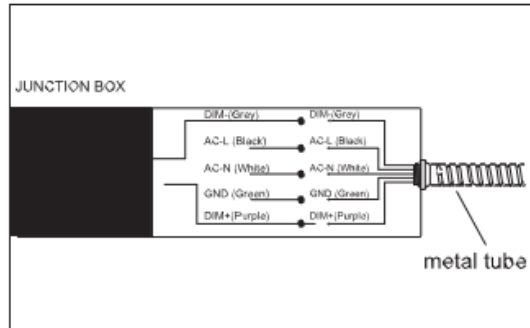 JUNCTION BOX
DIM-(Grey) DIM-(Grey)
AC-L (Black) AC-L (Black)
AC-N (White) AC-N (White)
GND (Green) GND (Green)
DIM+(Purple) DIM+(Purple)
metal tube